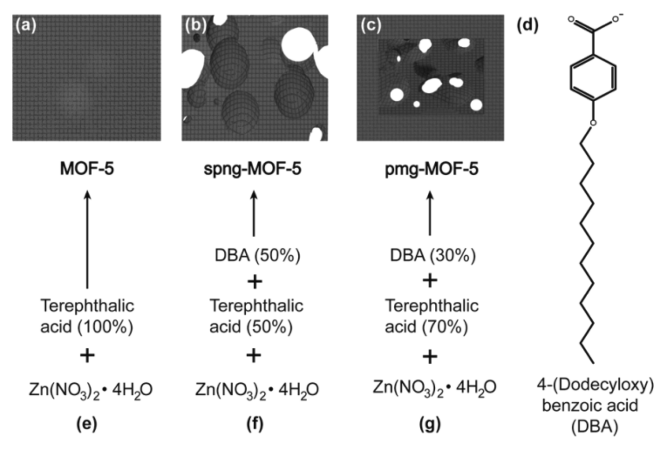 (a)
(b)
(c)
(d)
O
O-
O
MOF-5
spng-MOF-5
pmg-MOF-5
DBA (50%)
DBA (30%)
+
+
Terephthalic
acid (100%)
Terephthalic
acid (50%)
Terephthalic
acid (70%)
+
+
+
Zn(NO₃)₂• 4H₂O
Zn(NO₃)₂• 4H₂O
Zn(NO₃)₂• 4H₂O
(e)
(f)
(g)
4-(Dodecyloxy)
benzoic acid
(DBA)